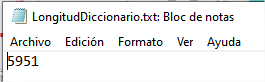 LongitudDiccionario.txt: Bloc de notas
Archivo Edición Formato Ver Ayuda
5951